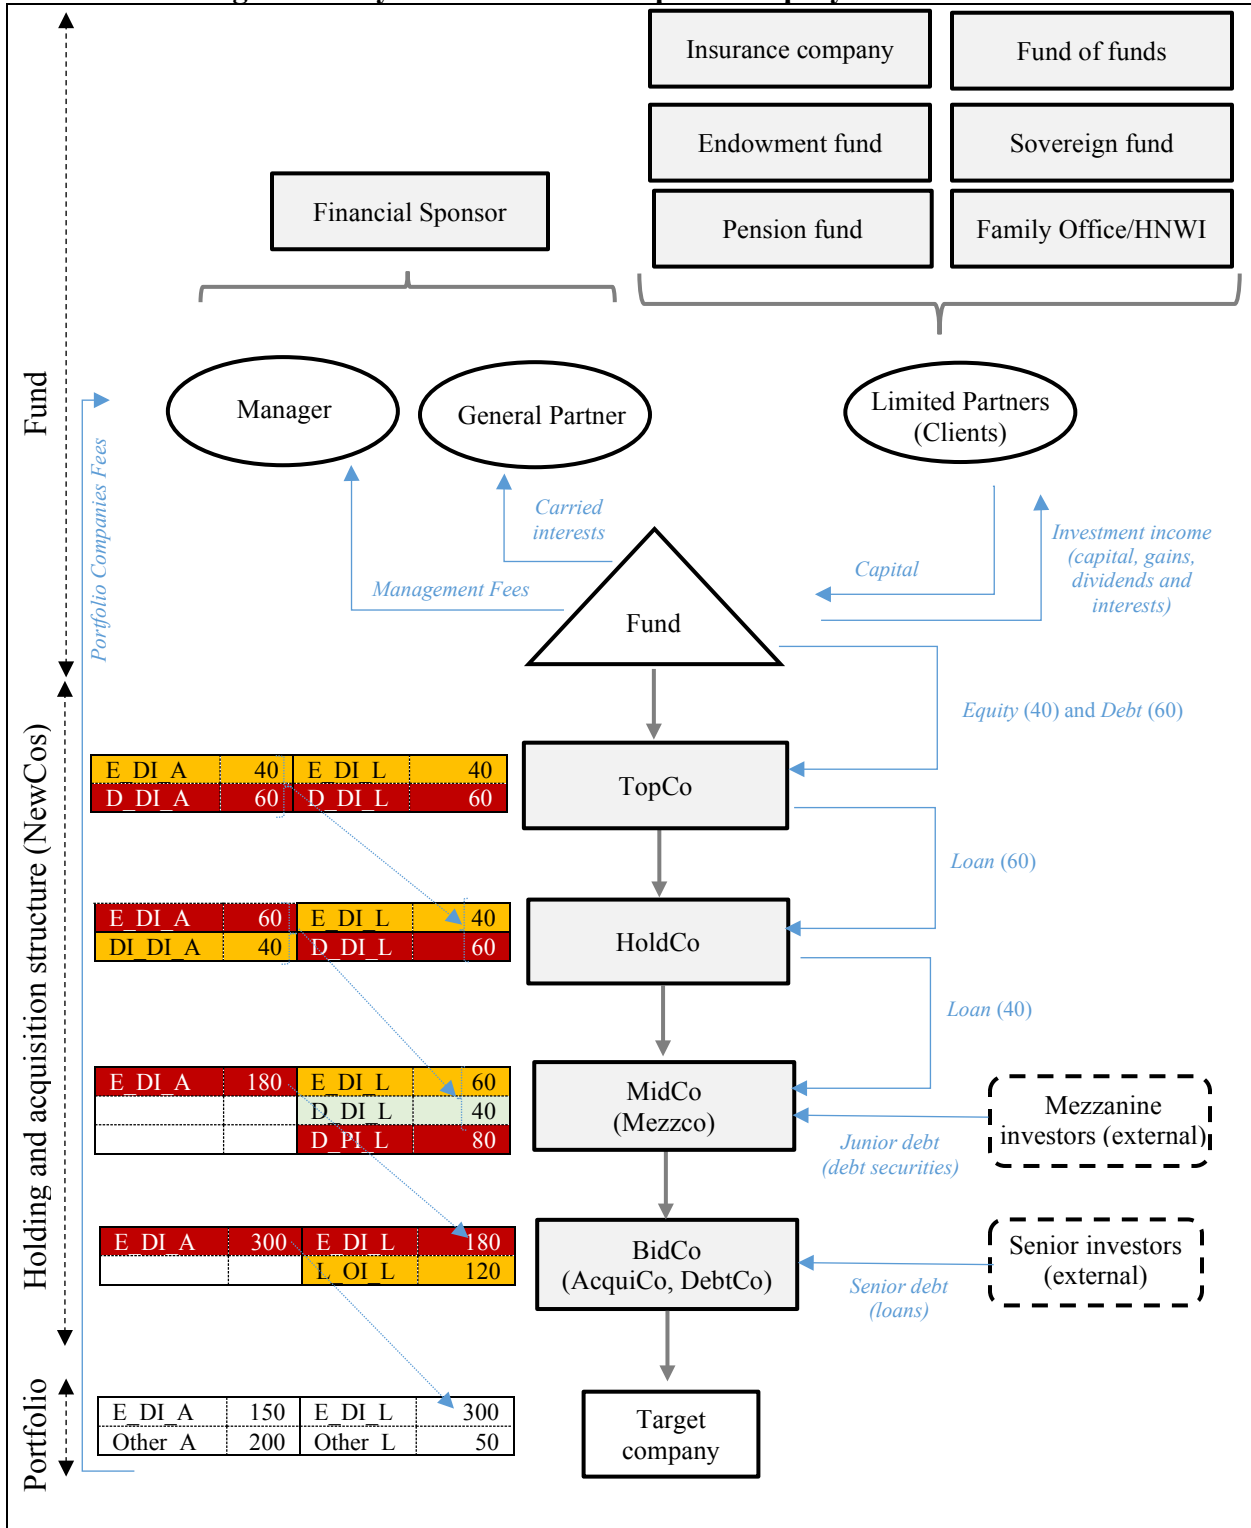 Insurance company
Fund of funds
Endowment fund
Sovereign fund
Financial Sponsor
Pension fund
Family Office/HNWI
Fund
Manager
General Partner
Limited Partners
(Clients)
Portfolio Companies Fees
Carried
interests
Management Fees
Capital
Investment income
(capital, gains,
dividends and
interests)
Fund
Equity (40) and Debt (60)
Holding and acquisition structure (NewCos)
E_DI_A 40 E_DI_L 40
D_DI_A 60 D_DI_L 60
TopCo
Loan (60)
E_DI_A 60 E_DI_L 40
DI_DI_A 40 D_DI_L 60
HoldCo
Loan (40)
E_DI_A 180 E_DI_L 60
D_DI_L 40
D_PI_L 80
MidCo
(Mezzco)
Mezzanine
investors (external)
Junior debt
(debt securities)
E_DI_A 300 E_DI_L 180
L_OI_L 120
BidCo
(AcquiCo, DebtCo)
Senior investors
(external)
Senior debt
(loans)
Portfolio
E_DI_A 150 E_DI_L 300
Other_A 200 Other_L 50
Target
company